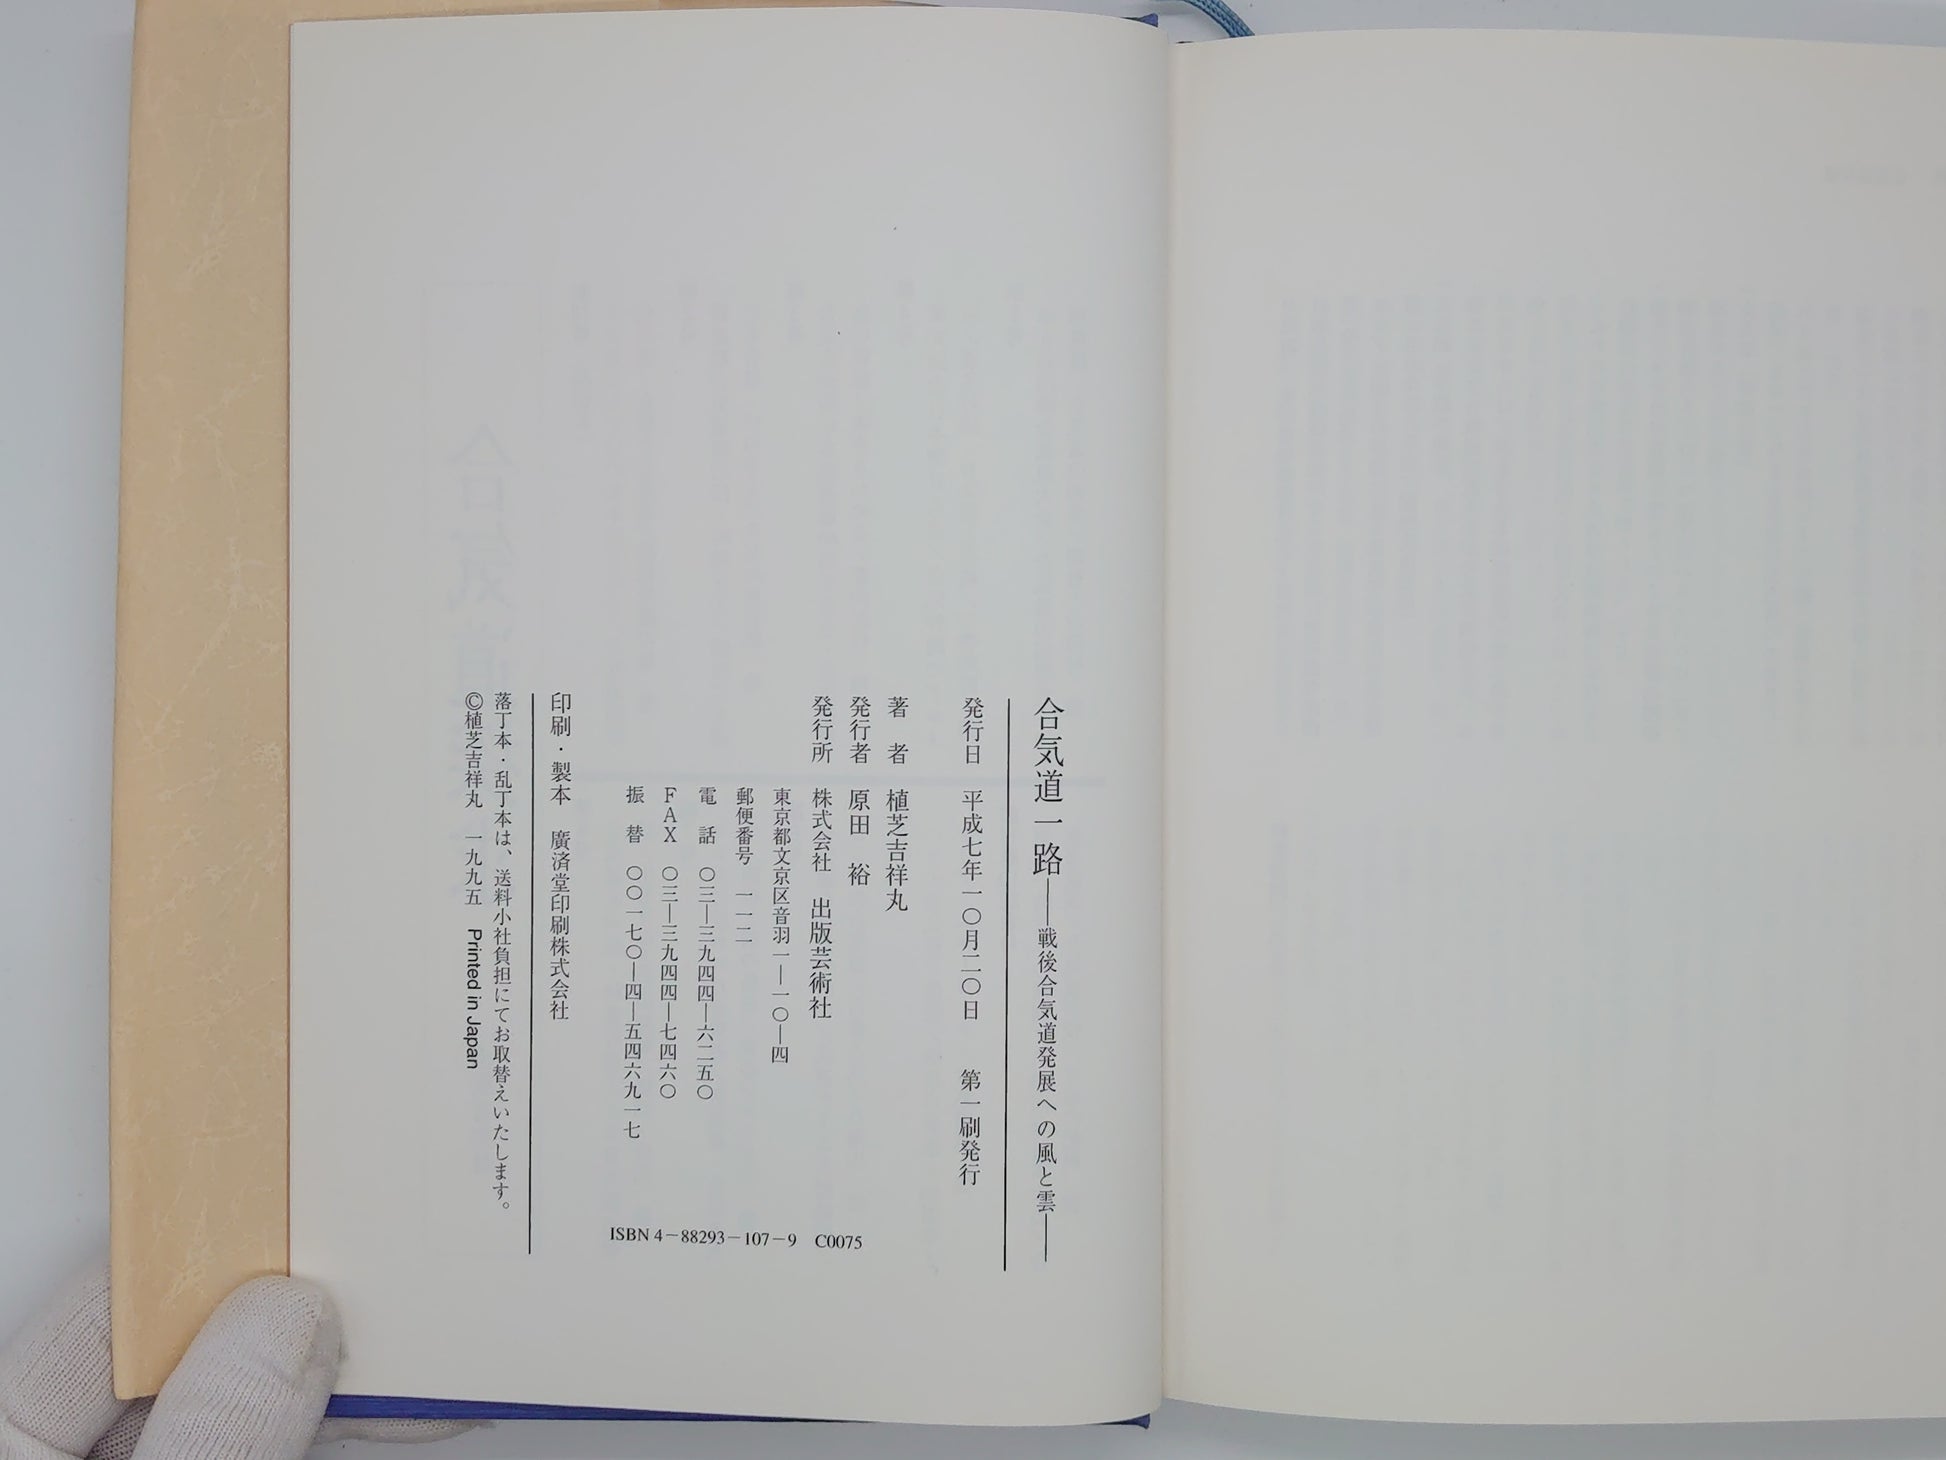 合気道一路――戦後合気道発展への風と雲――
発行日 平成七年一〇月二〇日 第一刷発行
著者 植芝吉祥丸
発行者 原田 裕
発行所 株式会社 出版芸術社
東京都文京区音羽一―一〇―四
郵便番号 一一二
電話 〇三―三九四四―六二五〇
FAX 〇三―三九四四―七四六〇
振替 〇〇一七〇―四―五四六九一七
ISBN 4-88293-107-9 C0075
印刷・製本 廣済堂印刷株式会社
落丁本・乱丁本は、送料小社負担にてお取替えいたします。
©植芝吉祥丸 一九九五 Printed in Japan